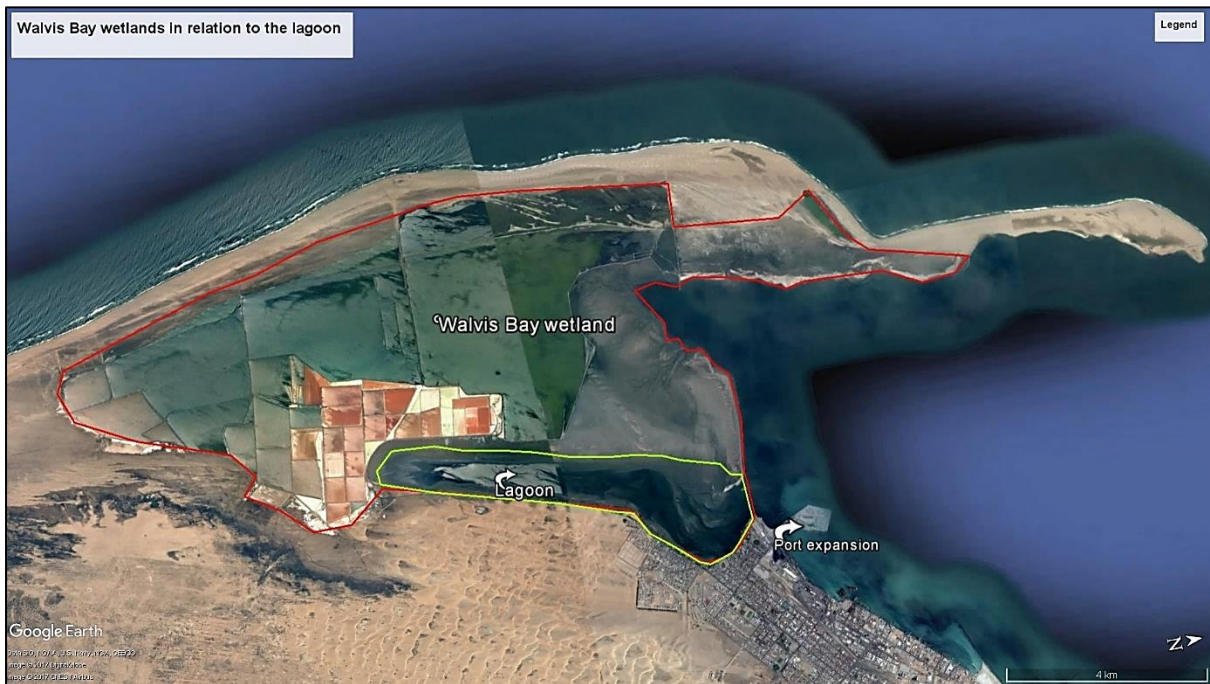 Walvis Bay wetlands in relation to the lagoon
Legend
Walvis Bay wetland
Lagoon
Port expansion
Google Earth
4 km